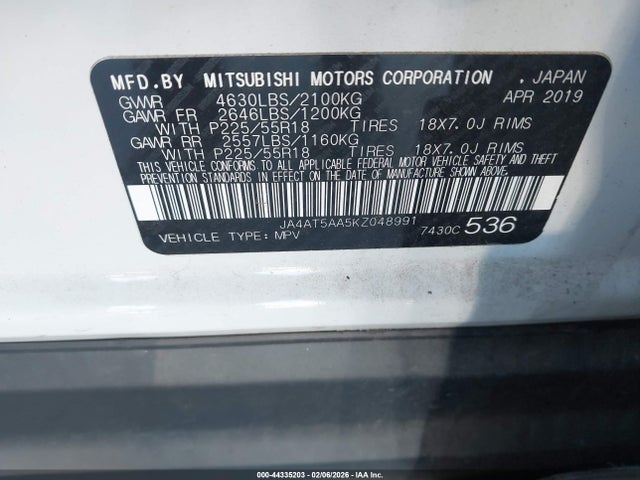 MFD.BY MITSUBISHI MOTORS CORPORATION . JAPAN
GVWR 4630LBS/2100KG APR 2019
GAWR FR 2646LBS/1200KG
WITH P225/55R18 TIRES 18X7.0J RIMS
GAWR RR 2557LBS/1160KG
WITH P225/55R18 TIRES 18X7.0J RIMS
THIS VEHICLE CONFORMS TO ALL APPLICABLE FEDERAL MOTOR VEHICLE SAFETY AND THEFT
PREVENTION STANDARDS IN EFFECT ON THE DATE OF MANUFACTURE SHOWN ABOVE.
JA4AT5AA5KZ048991
VEHICLE TYPE: MPV 7430C 536
000-44335203 - 02/06/2026 - IAA Inc.